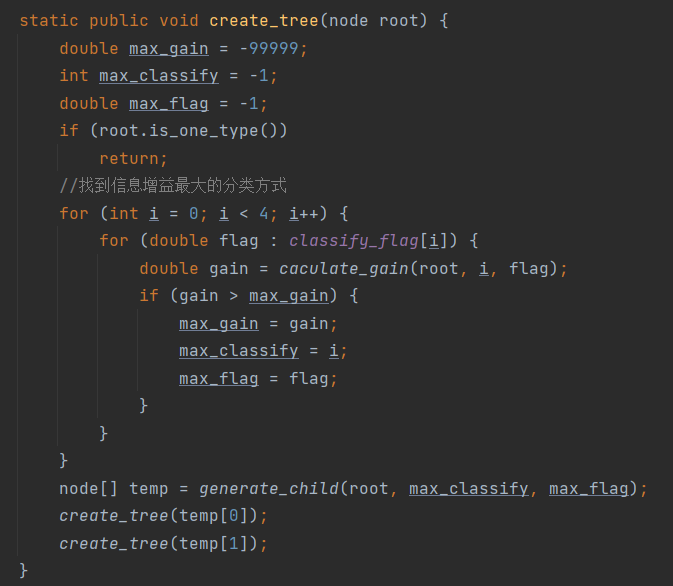 static public void create_tree(node root) {
    double max_gain = -99999;
    int max_classify = -1;
    double max_flag = -1;
    if (root.is_one_type())
        return;
    //找到信息增益最大的分类方式
    for (int i = 0; i < 4; i++) {
        for (double flag : classify_flag[i]) {
            double gain = caculate_gain(root, i, flag);
            if (gain > max_gain) {
                max_gain = gain;
                max_classify = i;
                max_flag = flag;
            }
        }
    }
    node[] temp = generate_child(root, max_classify, max_flag);
    create_tree(temp[0]);
    create_tree(temp[1]);
}